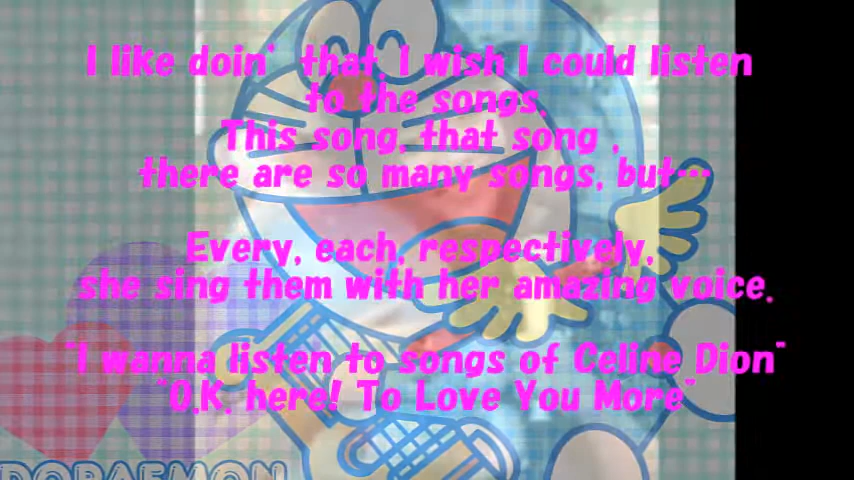 I like doin' that. I wish I could listen
to the songs.
This song, that song ,
there are so many songs, but…
Every, each, respectively,
she sing them with her amazing voice.
"I wanna listen to songs of Celine Dion"
"O.K. here! To Love You More"
DORAEMON